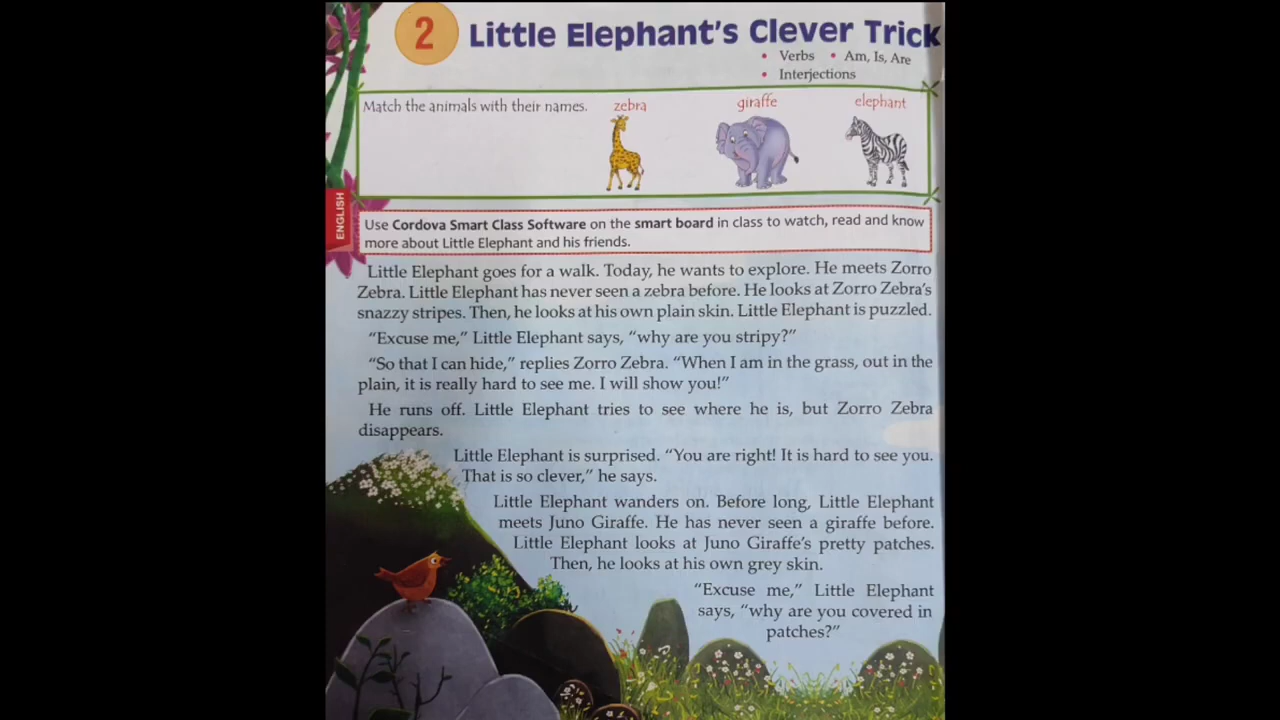 2 Little Elephant's Clever Trick
• Verbs • Am, Is, Are
• Interjections
Match the animals with their names. zebra giraffe elephant
ENGLISH
Use Cordova Smart Class Software on the smart board in class to watch, read and know
more about Little Elephant and his friends.
Little Elephant goes for a walk. Today, he wants to explore. He meets Zorro
Zebra. Little Elephant has never seen a zebra before. He looks at Zorro Zebra's
snazzy stripes. Then, he looks at his own plain skin. Little Elephant is puzzled.
"Excuse me," Little Elephant says, "why are you stripy?"
"So that I can hide," replies Zorro Zebra. "When I am in the grass, out in the
plain, it is really hard to see me. I will show you!"
He runs off. Little Elephant tries to see where he is, but Zorro Zebra
disappears.
Little Elephant is surprised. "You are right! It is hard to see you.
That is so clever," he says.
Little Elephant wanders on. Before long, Little Elephant
meets Juno Giraffe. He has never seen a giraffe before.
Little Elephant looks at Juno Giraffe's pretty patches.
Then, he looks at his own grey skin.
"Excuse me," Little Elephant
says, "why are you covered in
patches?"